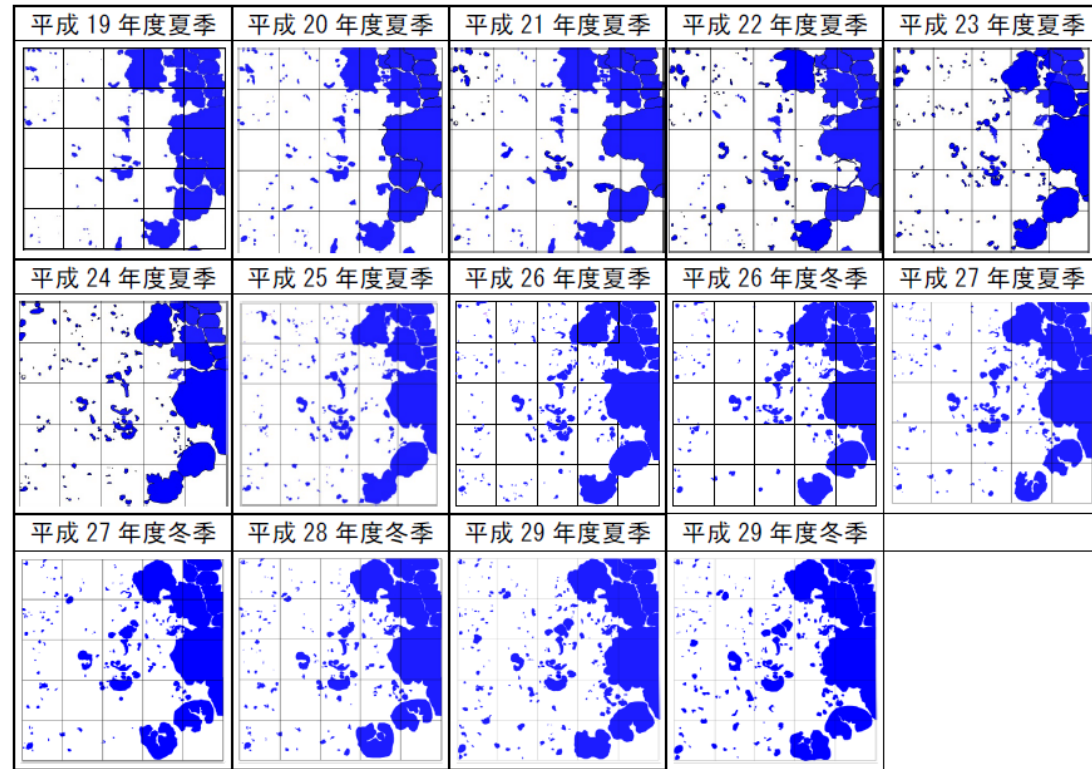 平成 19 年度夏季 平成 20 年度夏季 平成 21 年度夏季 平成 22 年度夏季 平成 23 年度夏季
平成 24 年度夏季 平成 25 年度夏季 平成 26 年度夏季 平成 26 年度冬季 平成 27 年度夏季
平成 27 年度冬季 平成 28 年度冬季 平成 29 年度夏季 平成 29 年度冬季